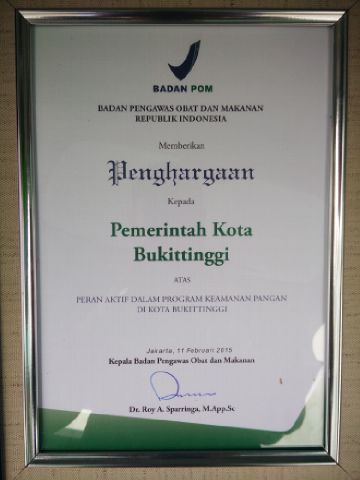 BADAN POM
BADAN PENGAWAS OBAT DAN MAKANAN
REPUBLIK INDONESIA
Memberikan
Penghargaan
Kepada
Pemerintah Kota
Bukittinggi
ATAS
PERAN AKTIF DALAM PROGRAM KEAMANAN PANGAN
DI KOTA BUKITTINGGI
Jakarta, 11 Februari 2015
Kepala Badan Pengawas Obat dan Makanan
Dr. Roy A. Sparringa, M.App.Sc